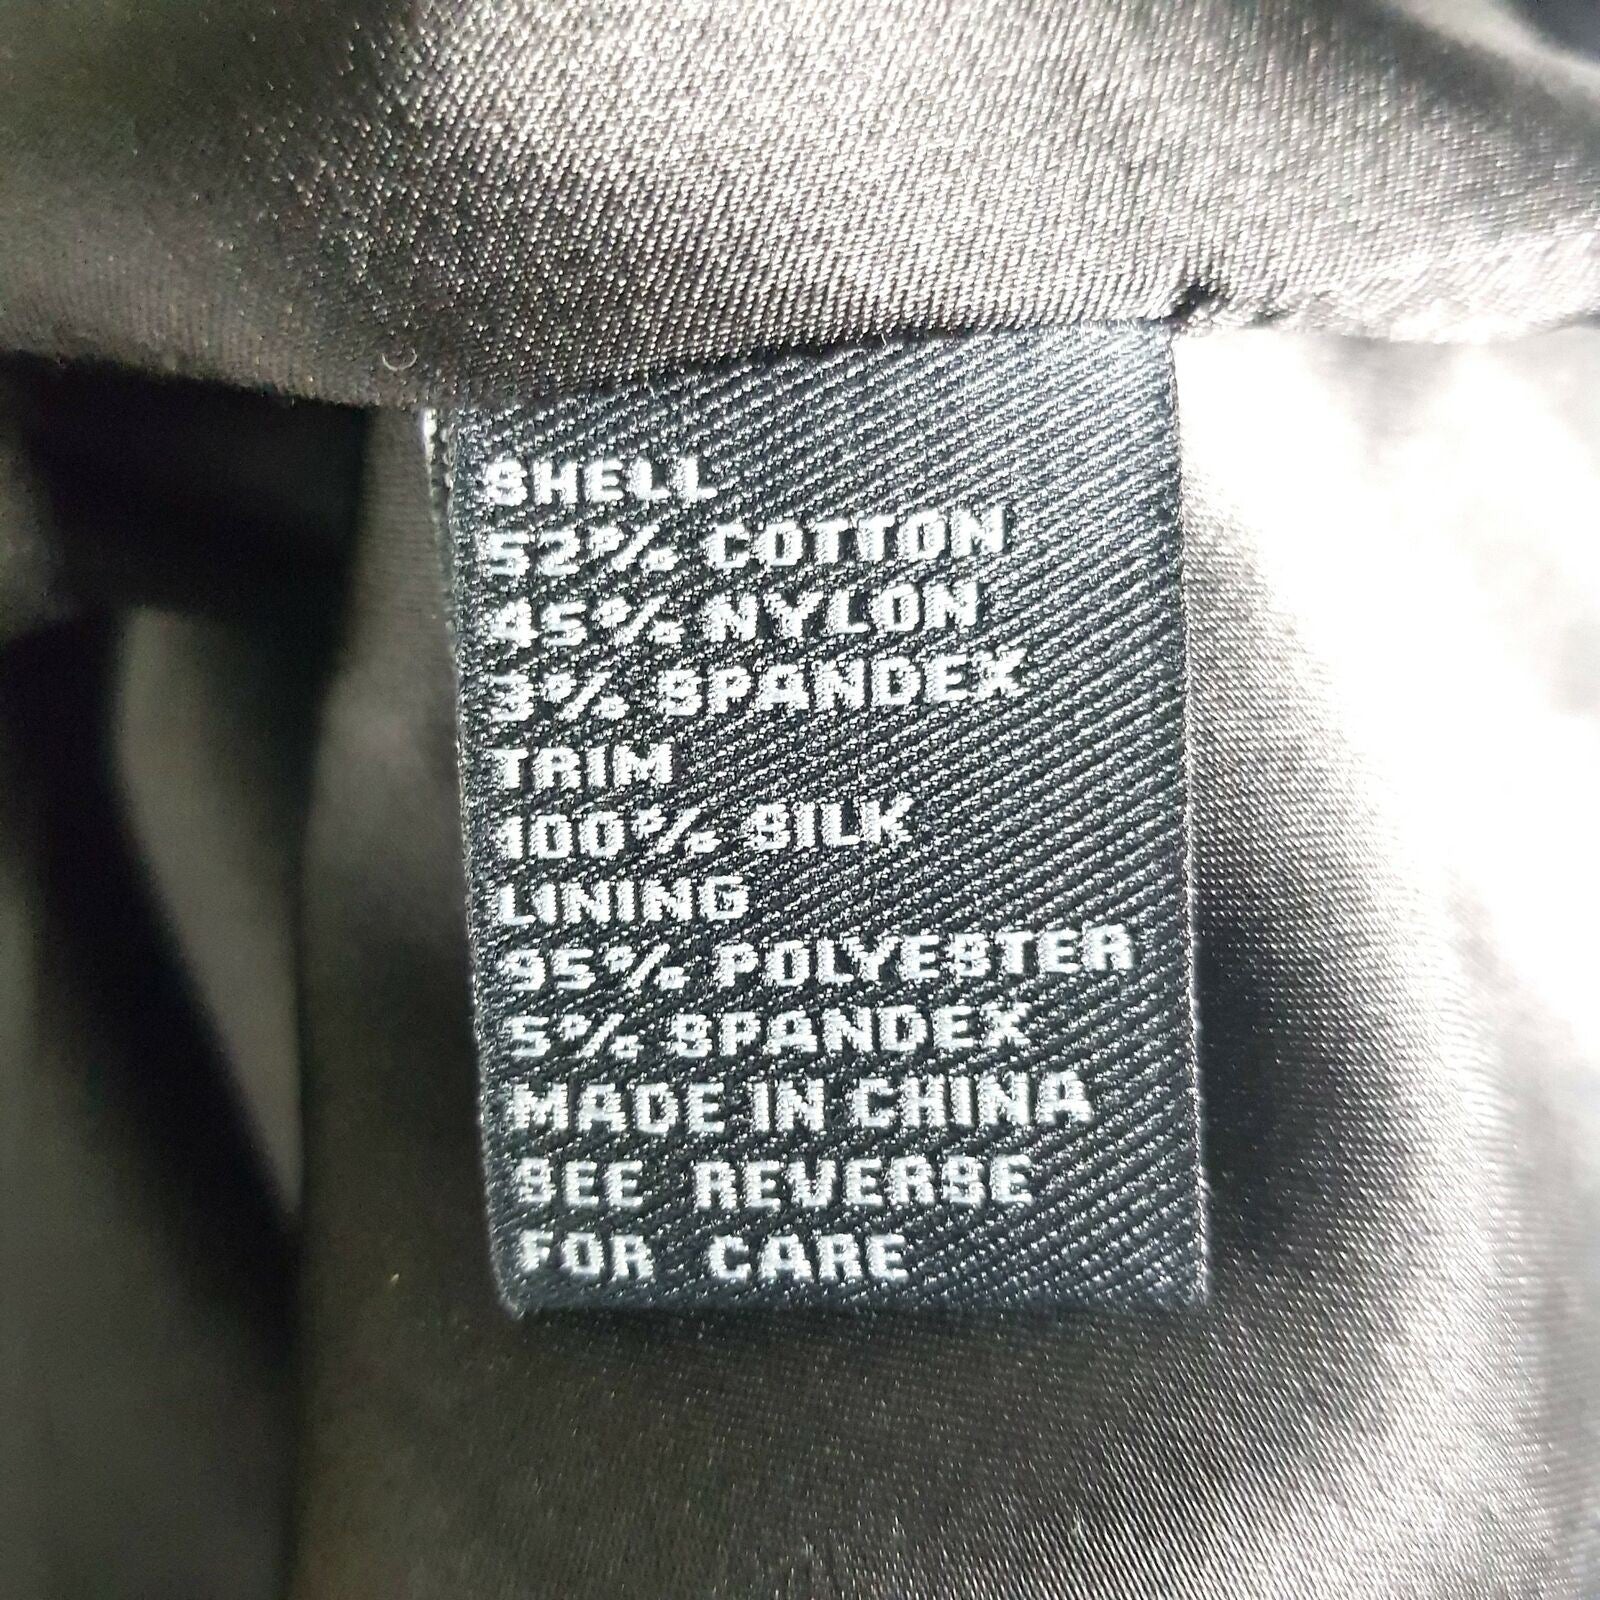 SHELL
52% COTTON
45% NYLON
3% SPANDEX
TRIM
100% SILK
LINING
95% POLYESTER
5% SPANDEX
MADE IN CHINA
SEE REVERSE
FOR CARE